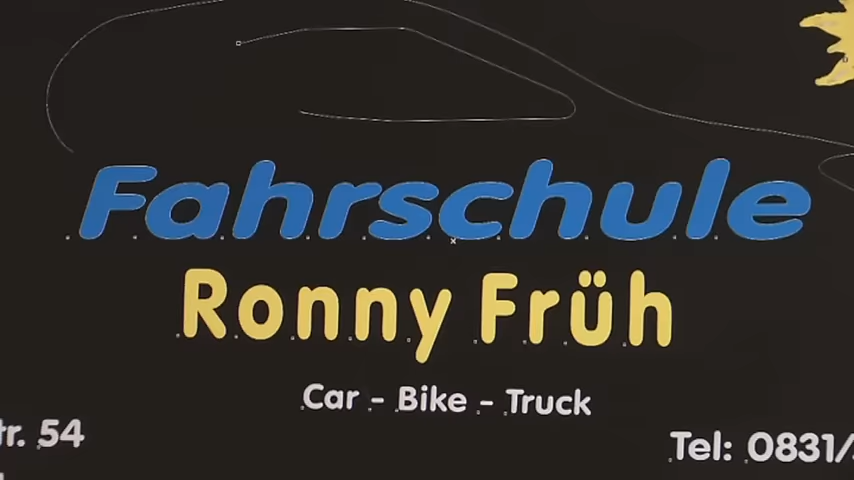 Fahrschule
Ronny Früh
Car - Bike - Truck
tr. 54
Tel: 0831/